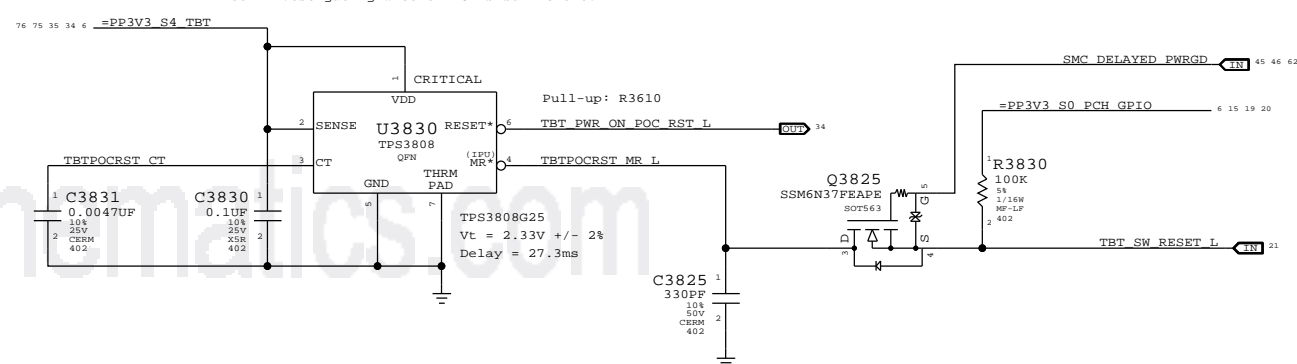 76 75 35 34 6 =PP3V3_S4_TBT
1 CRITICAL
VDD
2 SENSE
U3830
TPS3808
QFN
RESET* 6
Pull-up: R3610
TBT_PWR_ON_POC_RST_L
OUT 34
TBTPOCRST_CT
3 CT
(IPU)
MR* 4
TBTPOCRST_MR_L
GND
THRM
PAD
5
7
C3831 1
0.0047UF
10%
25V
CERM
402
2
C3830 1
0.1UF
10%
25V
X5R
402
2
TPS3808G25
Vt = 2.33V +/- 2%
Delay = 27.3ms
SMC_DELAYED_PWRGD
IN 45 46 62
=PP3V3_S0_PCH_GPIO
6 15 19 20
1
R3830
100K
5%
1/16W
MF-LF
402
2
Q3825
SSM6N37FEAPE
SOT563
G 5
D
3
S
4
TBT_SW_RESET_L
IN 21
C3825 1
330PF
10%
50V
CERM
402
2
hematics.com